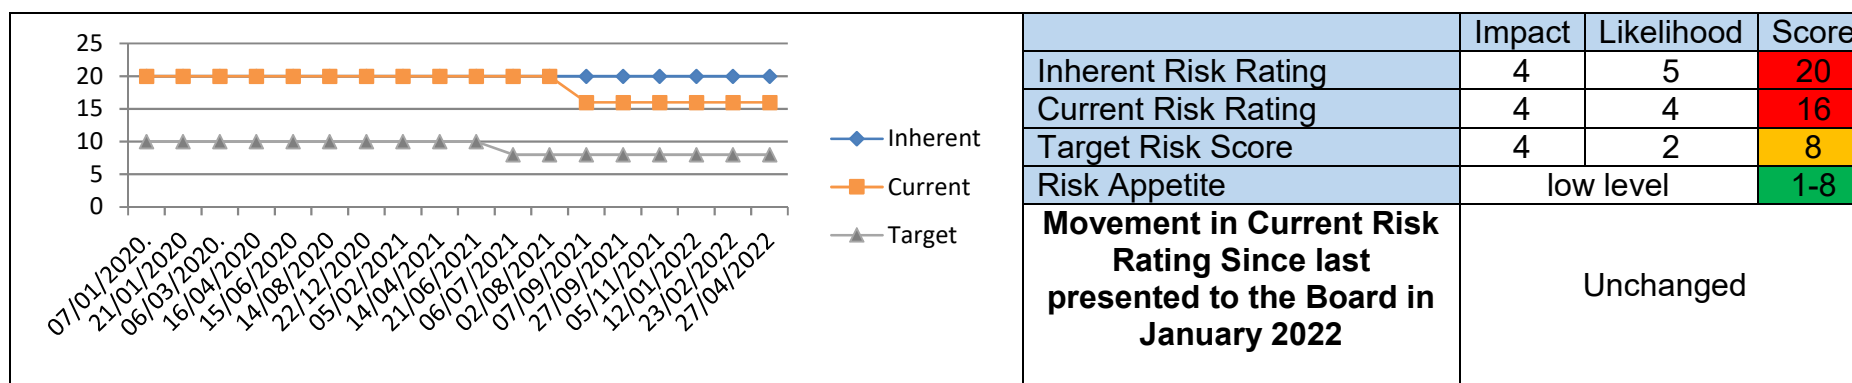 25
20
15
10
5
0
07/01/2020.
21/01/2020
06/03/2020.
16/04/2020
15/06/2020
14/08/2020
22/12/2020
05/02/2021
14/04/2021
21/06/2021
06/07/2021
02/08/2021
07/09/2021
27/09/2021
05/11/2021
12/01/2022
23/02/2022
27/04/2022
Inherent
Current
Target
Impact Likelihood Score
Inherent Risk Rating 4 5 20
Current Risk Rating 4 4 16
Target Risk Score 4 2 8
Risk Appetite low level 1-8
Movement in Current Risk
Rating Since last
presented to the Board in
January 2022
Unchanged